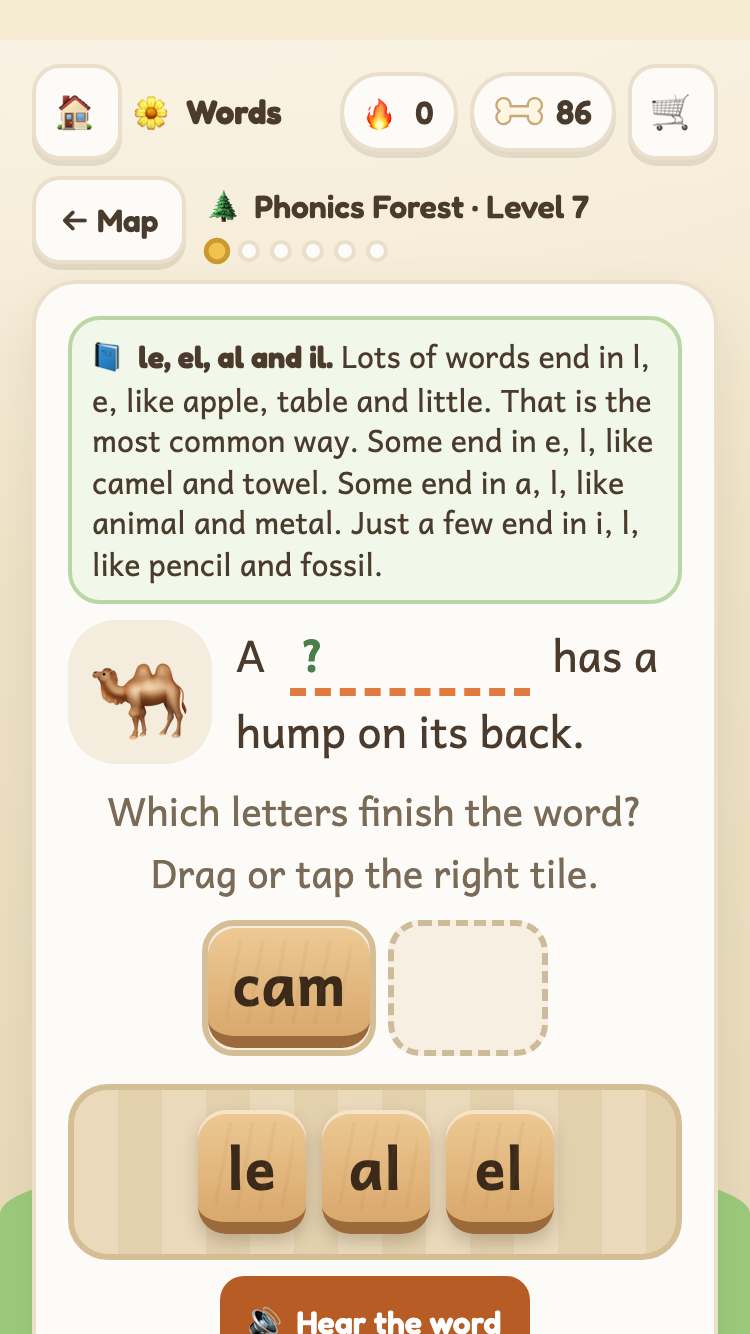 Words
0
86
← Map
Phonics Forest · Level 7
le, el, al and il. Lots of words end in l,
e, like apple, table and little. That is the
most common way. Some end in e, l, like
camel and towel. Some end in a, l, like
animal and metal. Just a few end in i, l,
like pencil and fossil.
A ? has a
hump on its back.
Which letters finish the word?
Drag or tap the right tile.
cam
le al el
Hear the word